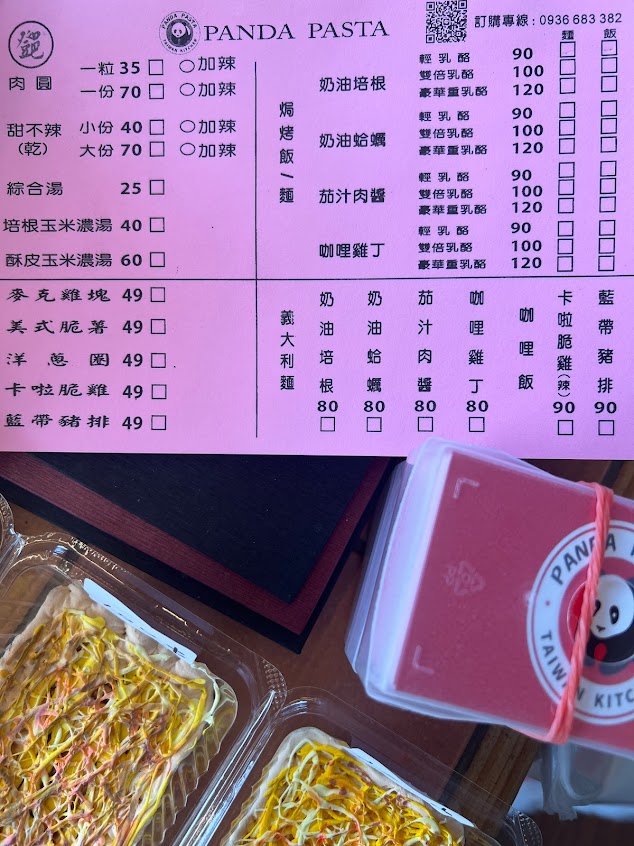 PANDA PASTA
TAIWAN KITCHEN
PANDA PASTA
訂購專線：0936 683 382
麵 飯
肉圓
一粒 35 加辣
一份 70 加辣
甜不辣
(乾)
小份 40 加辣
大份 70 加辣
綜合湯 25
培根玉米濃湯 40
酥皮玉米濃湯 60
焗烤飯/麵
奶油培根
輕乳酪 90
雙倍乳酪 100
豪華重乳酪 120
奶油蛤蠣
輕乳酪 90
雙倍乳酪 100
豪華重乳酪 120
茄汁肉醬
輕乳酪 90
雙倍乳酪 100
豪華重乳酪 120
咖哩雞丁
輕乳酪 90
雙倍乳酪 100
豪華重乳酪 120
麥克雞塊 49
美式脆薯 49
洋蔥圈 49
卡啦脆雞 49
藍帶豬排 49
義大利麵
奶油培根 80
奶油蛤蠣 80
茄汁肉醬 80
咖哩雞丁 80
咖哩飯
卡啦脆雞(辣) 90
藍帶豬排 90
PANDA
TAIWAN